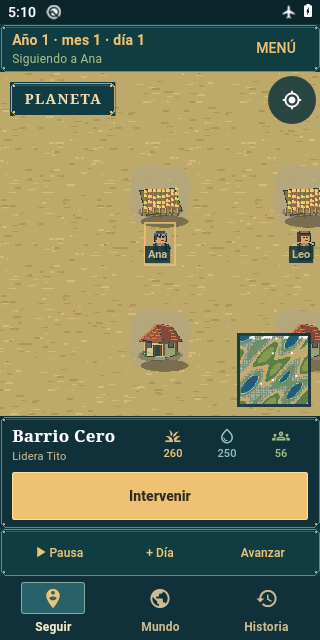 5:10
Año 1 · mes 1 · día 1
Siguiendo a Ana
MENÚ
PLANETA
Ana
Leo
Barrio Cero
Lidera Tito
260
250
56
Intervenir
Pausa
+ Día
Avanzar
Seguir
Mundo
Historia